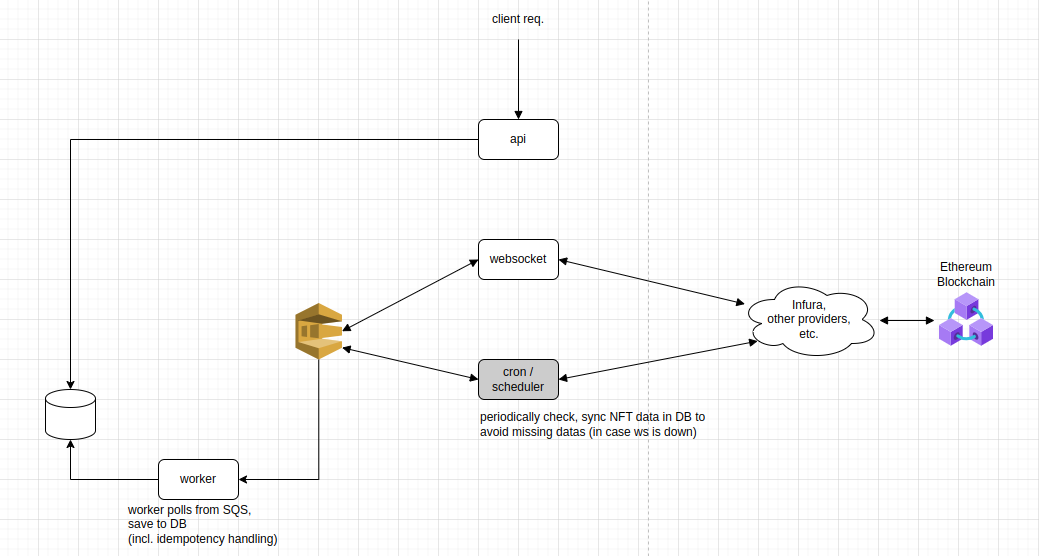 client req.
api
websocket
Ethereum
Blockchain
Infura,
other providers,
etc.
cron /
scheduler
periodically check, sync NFT data in DB to
avoid missing datas (in case ws is down)
worker
worker polls from SQS,
save to DB
(incl. idempotency handling)